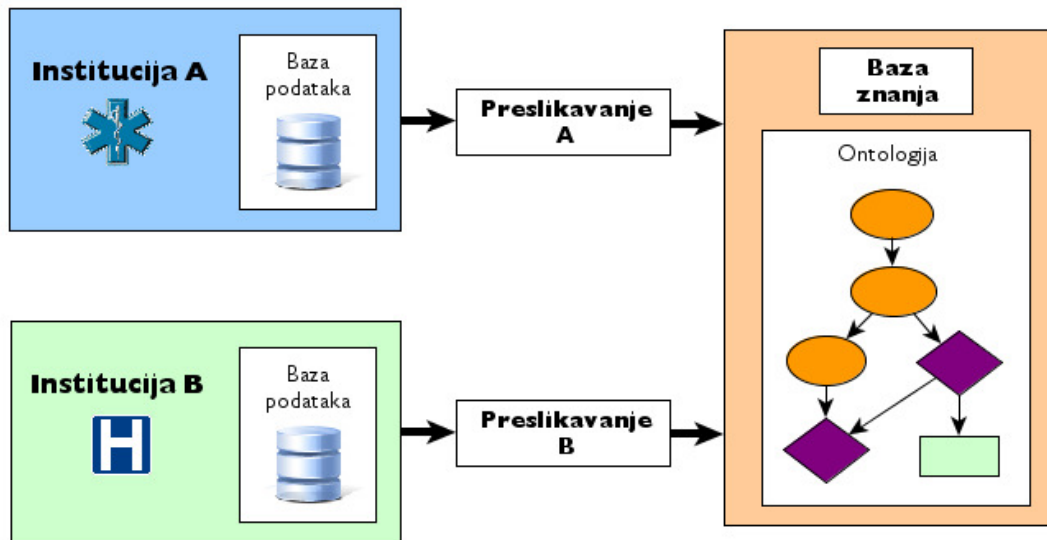 Institucija A
Baza
podataka
Preslikavanje
A
Baza
znanja
Ontologija
Institucija B
H
Baza
podataka
Preslikavanje
B